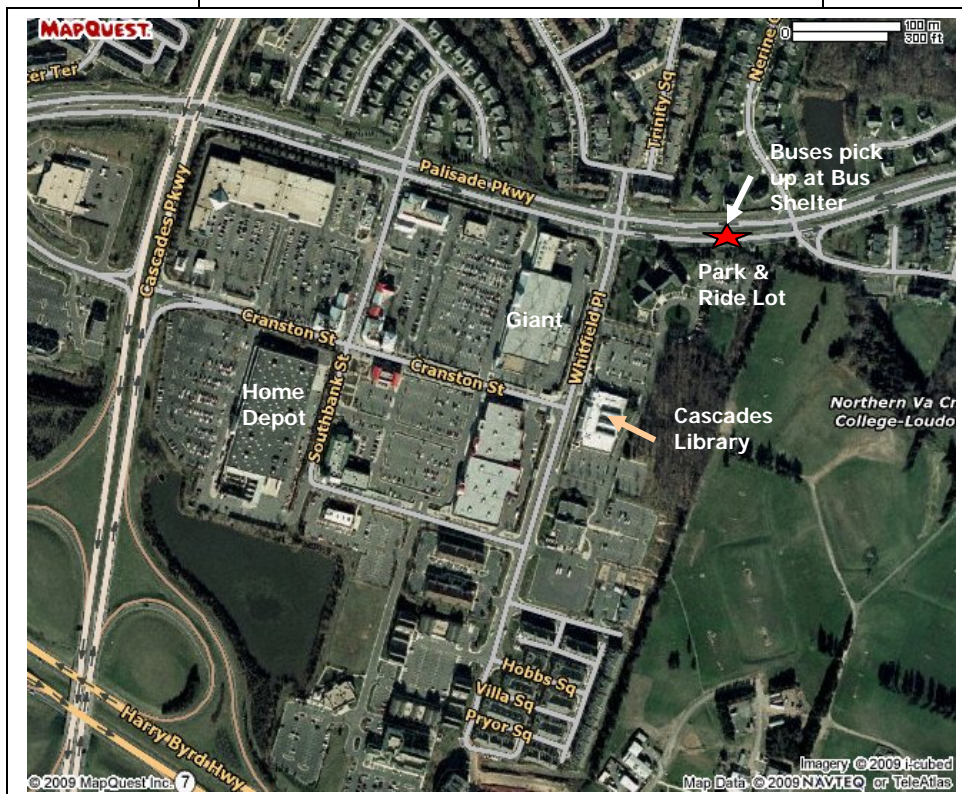 MAPQUEST.
0
100 m
300 ft
er Ter
Nerine C
Trinity Sq
Palisade Pkwy
Buses pick
up at Bus
Shelter
Cascades Pkwy
Park &
Ride Lot
Giant
Whitfield Pl
Cranston St
Cranston St
Southbank St
Home
Depot
Cascades
Library
Northern Va Cr
College-Loudo
Hobbs Sq
Villa Sq
Pryor Sq
Harry Byrd Hwy
Imagery © 2009 i-cubed
© 2009 MapQuest Inc. 7
Map Data © 2009 NAVTEQ or TeleAtlas